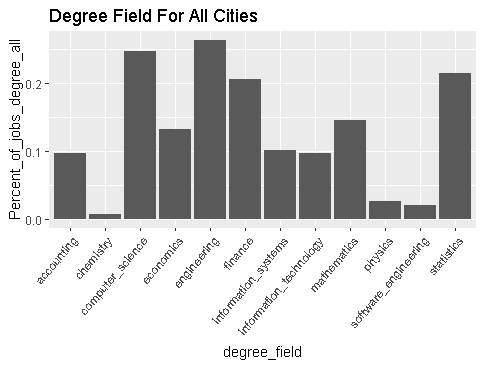 Degree Field For All Cities
Percent_of_jobs_degree_all
0.2
0.1
0.0
accounting
chemistry
computer_science
economics
engineering
finance
information_systems
information_technology
mathematics
physics
software_engineering
statistics
degree_field